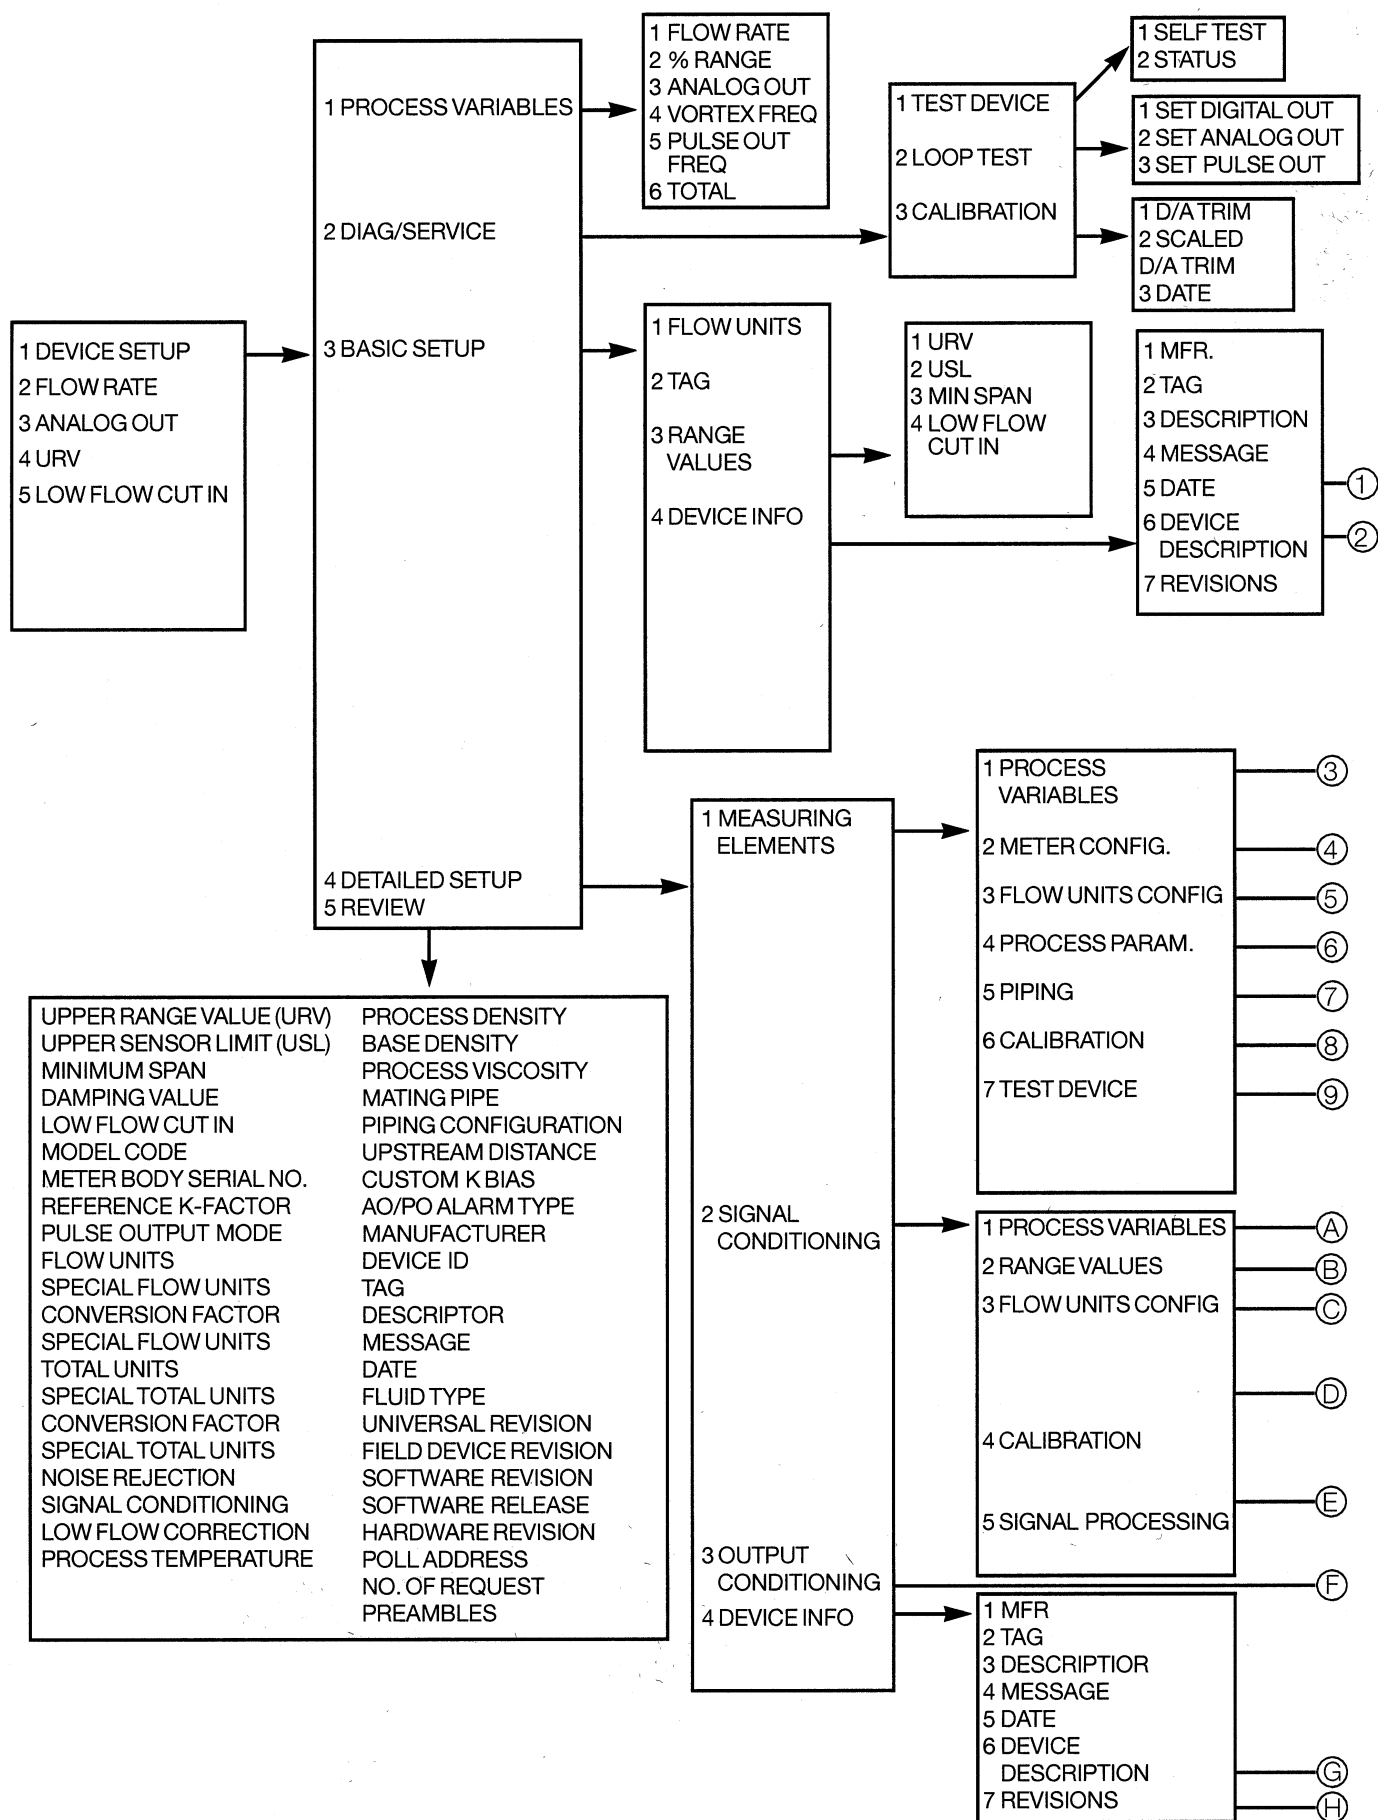 1 DEVICE SETUP
2 FLOW RATE
3 ANALOG OUT
4 URV
5 LOW FLOW CUT IN
1 PROCESS VARIABLES
2 DIAG/SERVICE
3 BASIC SETUP
4 DETAILED SETUP
5 REVIEW
1 FLOW RATE
2 % RANGE
3 ANALOG OUT
4 VORTEX FREQ
5 PULSE OUT
FREQ
6 TOTAL
1 TEST DEVICE
2 LOOP TEST
3 CALIBRATION
1 SELF TEST
2 STATUS
1 SET DIGITAL OUT
2 SET ANALOG OUT
3 SET PULSE OUT
1 D/A TRIM
2 SCALED
D/A TRIM
3 DATE
1 FLOW UNITS
2 TAG
3 RANGE
VALUES
4 DEVICE INFO
1 URV
2 USL
3 MIN SPAN
4 LOW FLOW
CUT IN
1 MFR.
2 TAG
3 DESCRIPTION
4 MESSAGE
5 DATE
6 DEVICE
DESCRIPTION
7 REVISIONS
1
2
UPPER RANGE VALUE (URV)
UPPER SENSOR LIMIT (USL)
MINIMUM SPAN
DAMPING VALUE
LOW FLOW CUT IN
MODEL CODE
METER BODY SERIAL NO.
REFERENCE K-FACTOR
PULSE OUTPUT MODE
FLOW UNITS
SPECIAL FLOW UNITS
CONVERSION FACTOR
SPECIAL FLOW UNITS
TOTAL UNITS
SPECIAL TOTAL UNITS
CONVERSION FACTOR
SPECIAL TOTAL UNITS
NOISE REJECTION
SIGNAL CONDITIONING
LOW FLOW CORRECTION
PROCESS TEMPERATURE
PROCESS DENSITY
BASE DENSITY
PROCESS VISCOSITY
MATING PIPE
PIPING CONFIGURATION
UPSTREAM DISTANCE
CUSTOM K BIAS
AO/PO ALARM TYPE
MANUFACTURER
DEVICE ID
TAG
DESCRIPTOR
MESSAGE
DATE
FLUID TYPE
UNIVERSAL REVISION
FIELD DEVICE REVISION
SOFTWARE REVISION
SOFTWARE RELEASE
HARDWARE REVISION
POLL ADDRESS
NO. OF REQUEST
PREAMBLES
1 MEASURING
ELEMENTS
2 SIGNAL
CONDITIONING
3 OUTPUT
CONDITIONING
4 DEVICE INFO
1 PROCESS
VARIABLES
2 METER CONFIG.
3 FLOW UNITS CONFIG
4 PROCESS PARAM.
5 PIPING
6 CALIBRATION
7 TEST DEVICE
3
4
5
6
7
8
9
1 PROCESS VARIABLES
2 RANGE VALUES
3 FLOW UNITS CONFIG
4 CALIBRATION
5 SIGNAL PROCESSING
A
B
C
D
E
F
1 MFR
2 TAG
3 DESCRIPTIOR
4 MESSAGE
5 DATE
6 DEVICE
DESCRIPTION
7 REVISIONS
G
H